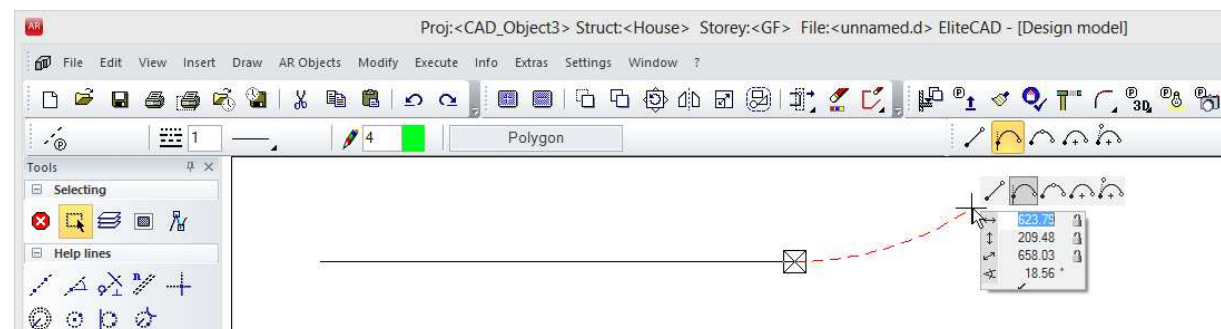 AR Proj:<CAD_Object3> Struct:<House> Storey:<GF> File:<unnamed.d> EliteCAD - [Design model]
File Edit View Insert Draw AR Objects Modify Execute Info Extras Settings Window ?
P P 3D P P
P 1 4 Polygon
Tools
Selecting
Help lines
n
623.79
209.48
658.03
18.56 °